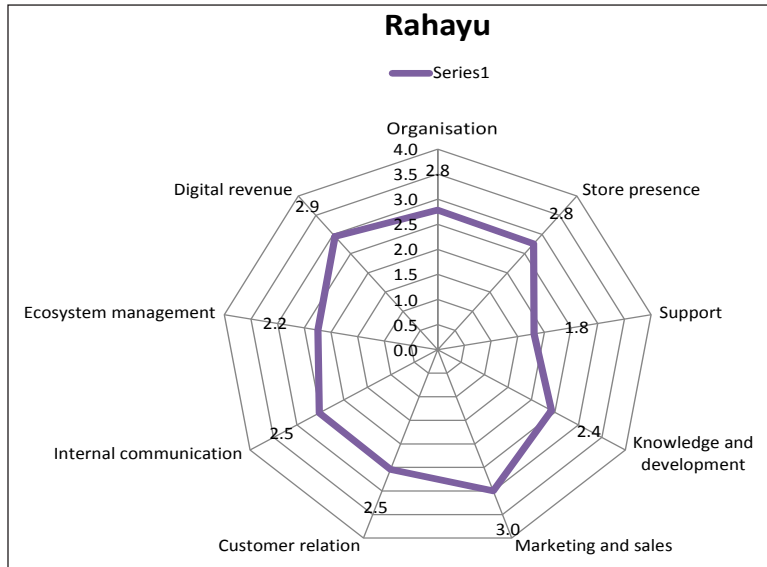 Rahayu
Series1
Organisation
4.0
2.8
3.5
3.0
2.5
2.0
1.5
1.0
0.5
0.0
Store presence
2.8
Support
1.8
Knowledge and
development
2.4
Marketing and sales
3.0
Customer relation
2.5
Internal communication
2.5
Ecosystem management
2.2
Digital revenue
2.9